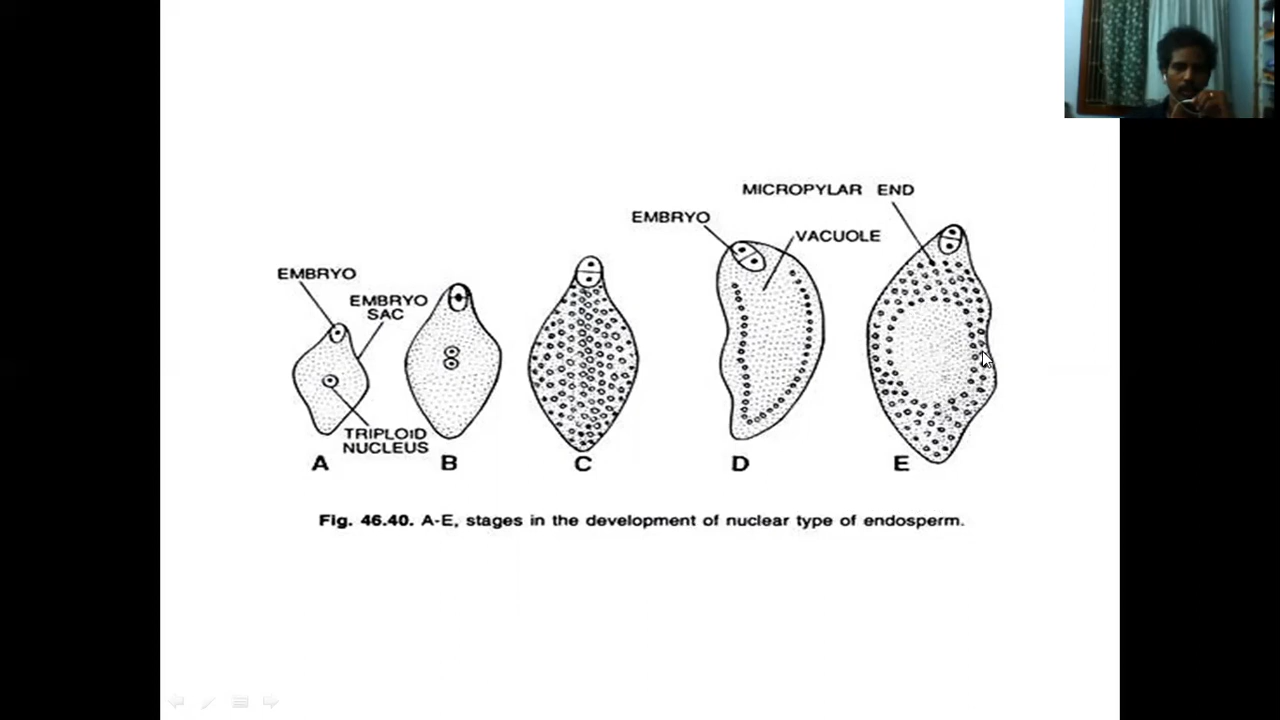 MICROPYLAR END
EMBRYO
VACUOLE
EMBRYO
EMBRYO
SAC
TRIPLOID
NUCLEUS
A
B
C
D
E
Fig. 46.40. A-E, stages in the development of nuclear type of endosperm.